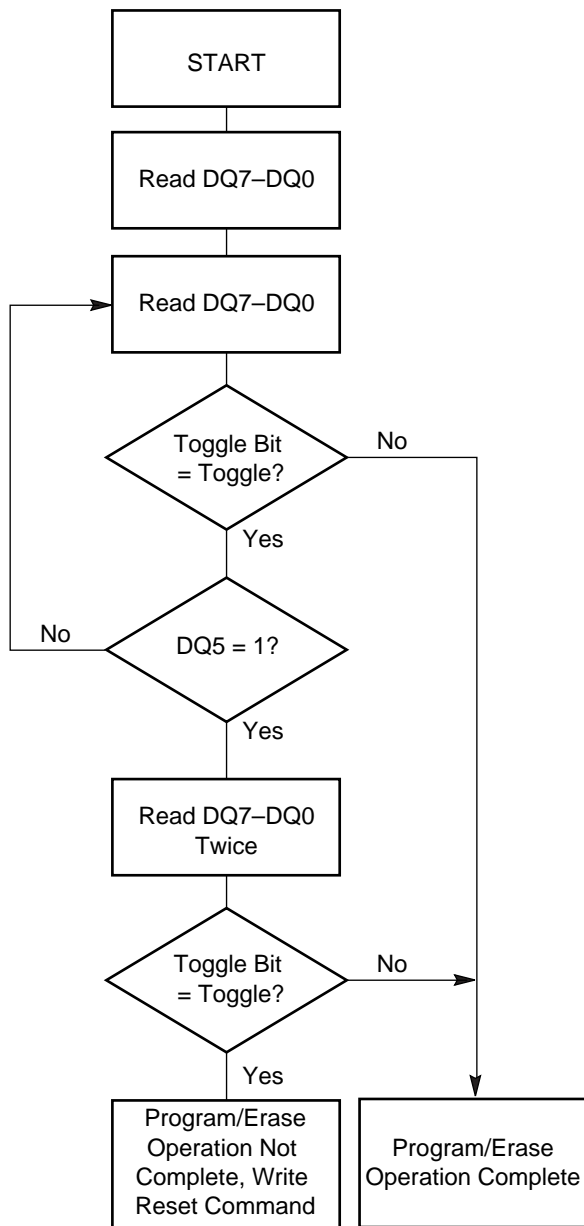 START
Read DQ7–DQ0
Read DQ7–DQ0
Toggle Bit
= Toggle?
No
Yes
No
DQ5 = 1?
Yes
Read DQ7–DQ0
Twice
Toggle Bit
= Toggle?
No
Yes
Program/Erase
Operation Not
Complete, Write
Reset Command
Program/Erase
Operation Complete